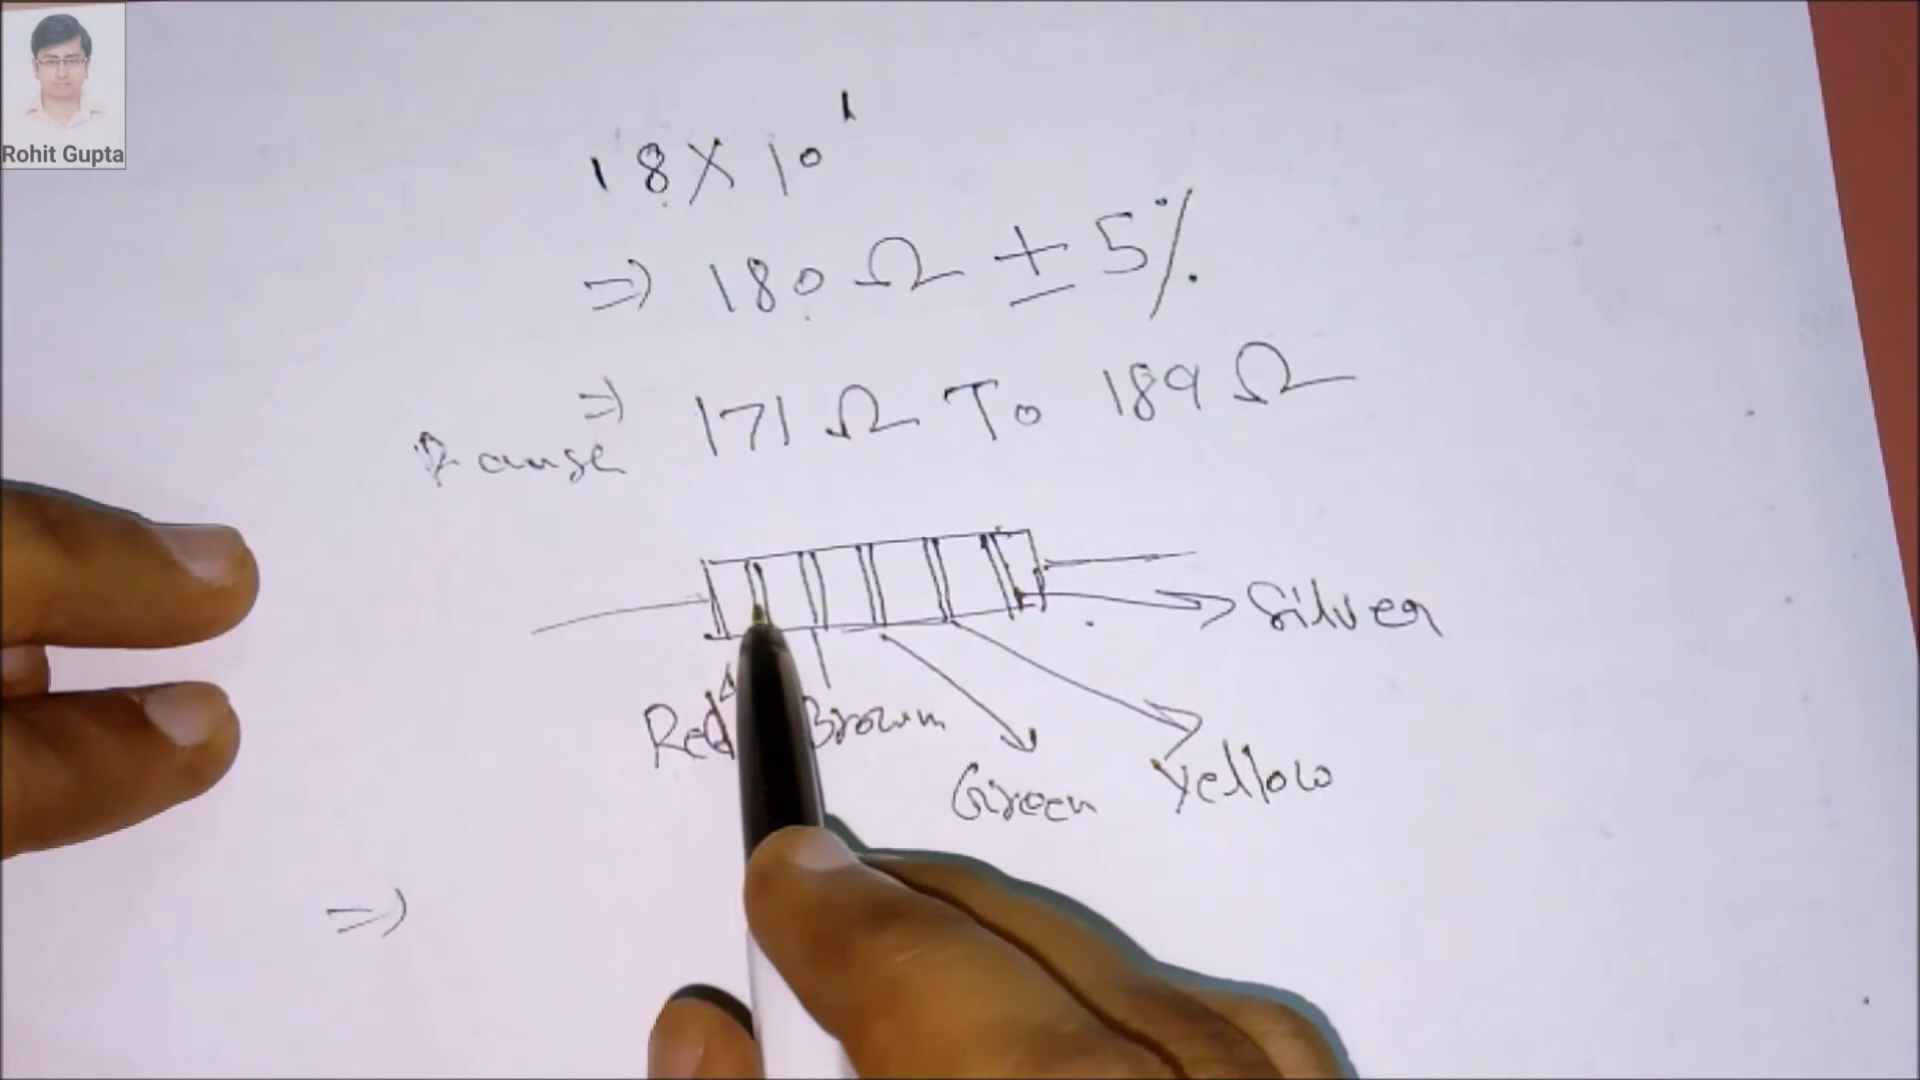 Rohit Gupta
18 X 10¹
=> 180 Ω ± 5%
=> 171 Ω To 189 Ω
Range
Silver
Red Brown
Green Yellow
=>